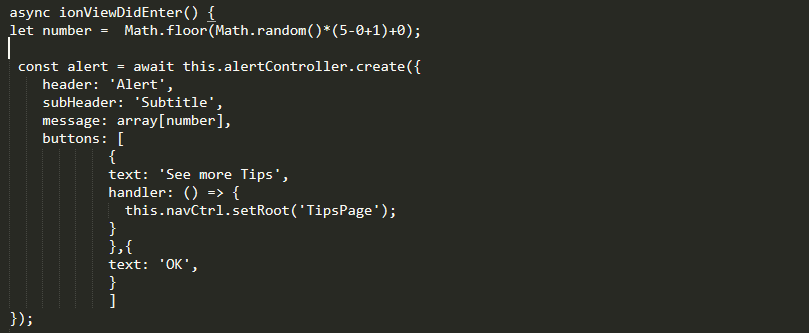 async ionViewDidEnter() {
let number =  Math.floor(Math.random()*(5-0+1)+0);
const alert = await this.alertController.create({
header: 'Alert',
subHeader: 'Subtitle',
message: array[number],
buttons: [
{
text: 'See more Tips',
handler: () => {
this.navCtrl.setRoot('TipsPage');
}
},{
text: 'OK',
}
]
});